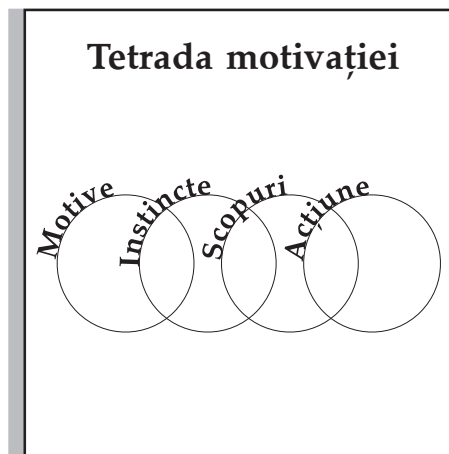 Tetrada motivației
Motive
Instincte
Scopuri
Acțiune